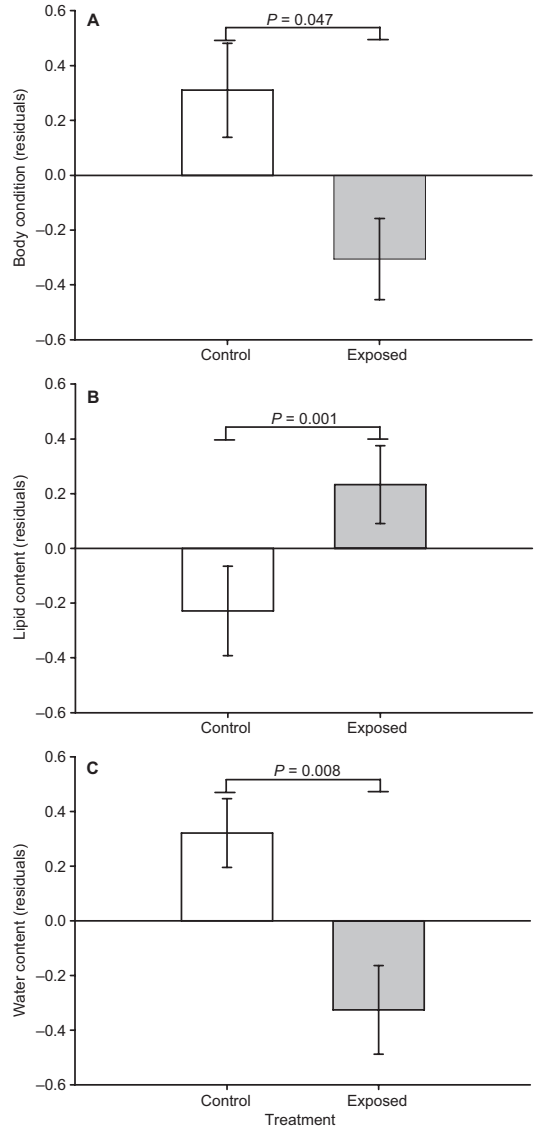 A
P = 0.047
0.6
0.4
0.2
0.0
–0.2
–0.4
–0.6
Body condition (residuals)
Control Exposed
B
P = 0.001
0.6
0.4
0.2
0.0
–0.2
–0.4
–0.6
Lipid content (residuals)
Control Exposed
C
P = 0.008
0.6
0.4
0.2
0.0
–0.2
–0.4
–0.6
Water content (residuals)
Control Exposed
Treatment